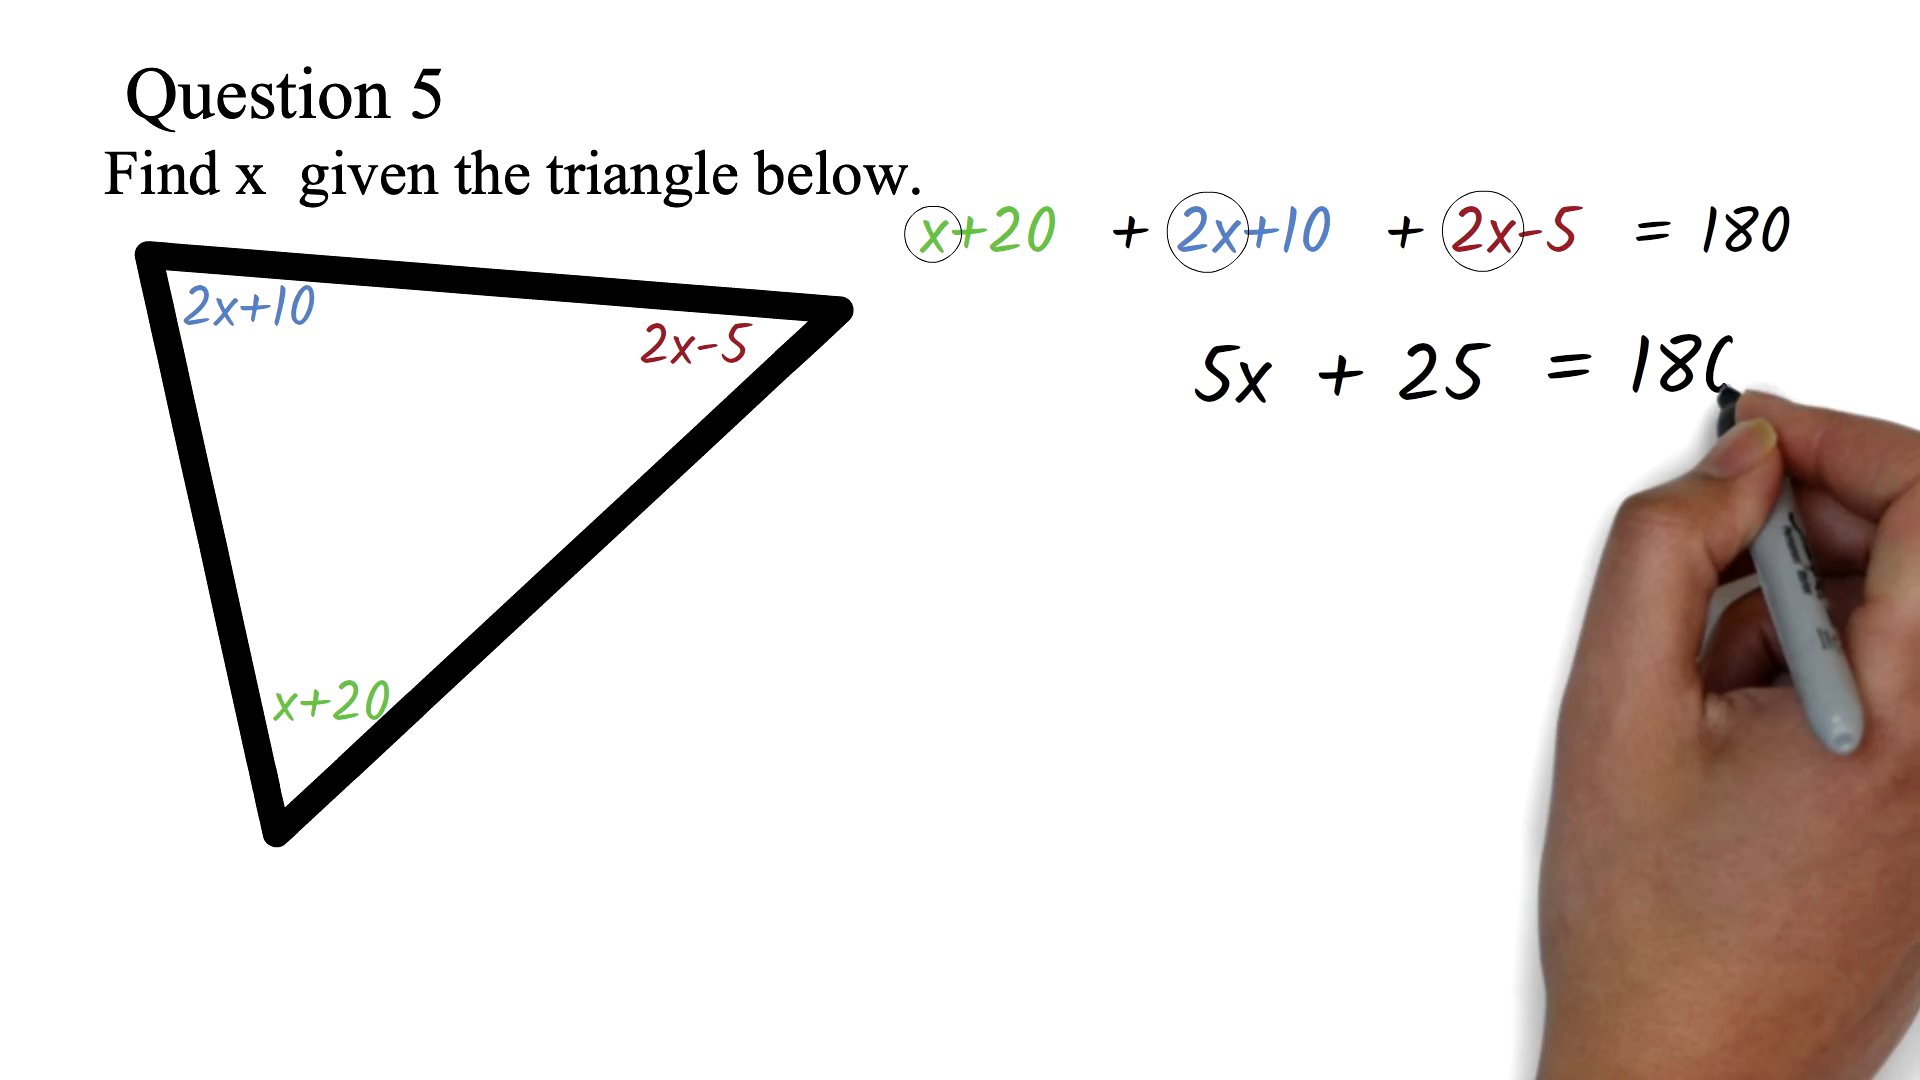 Question 5
Find x given the triangle below.
x+20 + 2x+10 + 2x-5 = 180
2x+10
2x-5
5x + 25 = 180
x+20